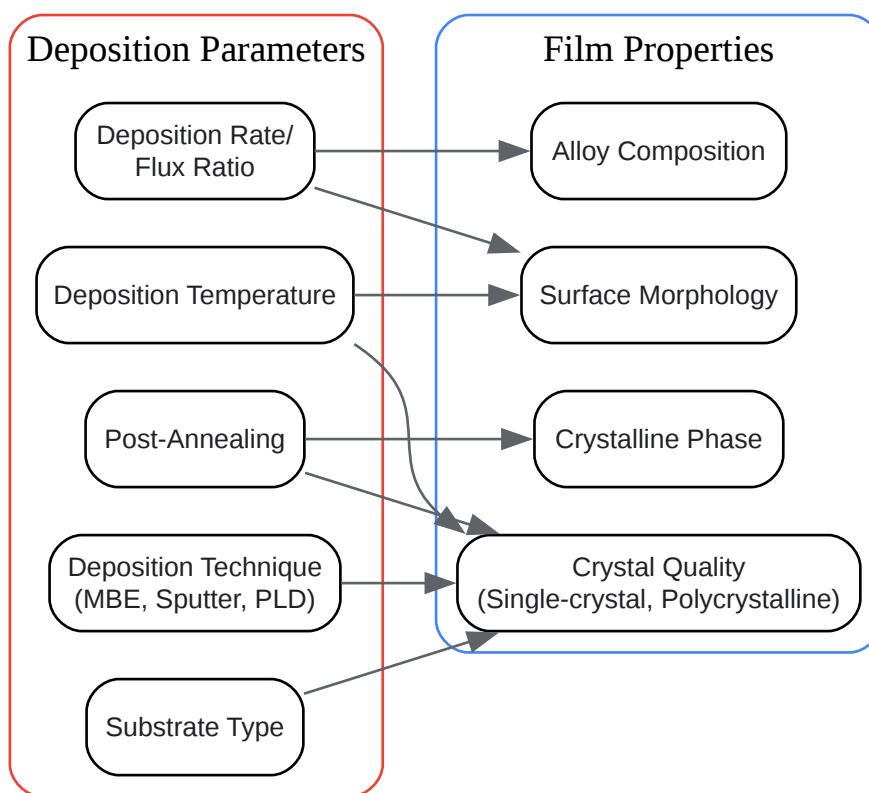 Deposition Parameters
Deposition Rate/
Flux Ratio
Deposition Temperature
Post-Annealing
Deposition Technique
(MBE, Sputter, PLD)
Substrate Type
Film Properties
Alloy Composition
Surface Morphology
Crystalline Phase
Crystal Quality
(Single-crystal, Polycrystalline)